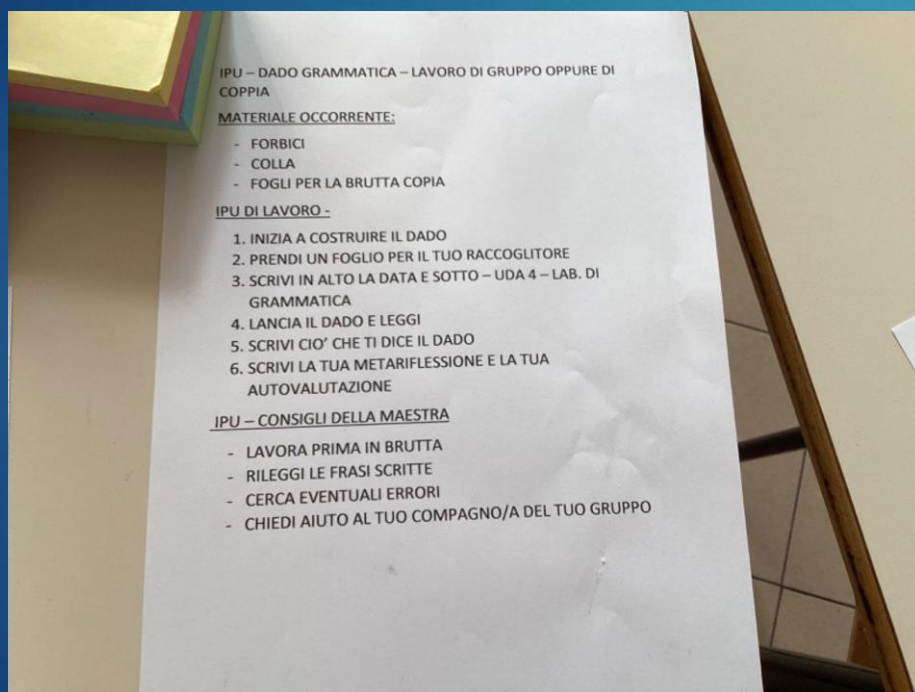 IPU – DADO GRAMMATICA – LAVORO DI GRUPPO OPPURE DI
COPPIA
MATERIALE OCCORRENTE:
- FORBICI
- COLLA
- FOGLI PER LA BRUTTA COPIA
IPU DI LAVORO -
1. INIZIA A COSTRUIRE IL DADO
2. PRENDI UN FOGLIO PER IL TUO RACCOGLITORE
3. SCRIVI IN ALTO LA DATA E SOTTO – UDA 4 – LAB. DI
GRAMMATICA
4. LANCIA IL DADO E LEGGI
5. SCRIVI CIO’ CHE TI DICE IL DADO
6. SCRIVI LA TUA METARIFLESSIONE E LA TUA
AUTOVALUTAZIONE
IPU – CONSIGLI DELLA MAESTRA
- LAVORA PRIMA IN BRUTTA
- RILEGGI LE FRASI SCRITTE
- CERCA EVENTUALI ERRORI
- CHIEDI AIUTO AL TUO COMPAGNO/A DEL TUO GRUPPO